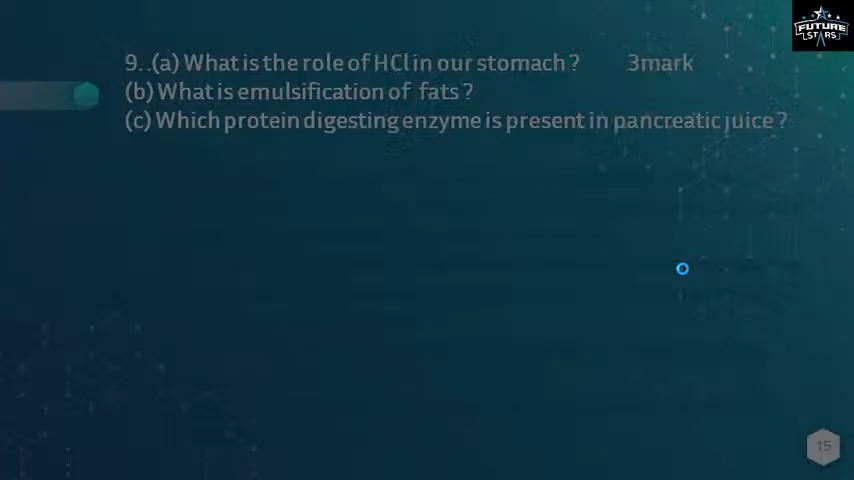 FUTURE
STARS
9. .(a) What is the role of HCl in our stomach ? 3mark
(b) What is emulsification of fats ?
(c) Which protein digesting enzyme is present in pancreatic juice ?
15